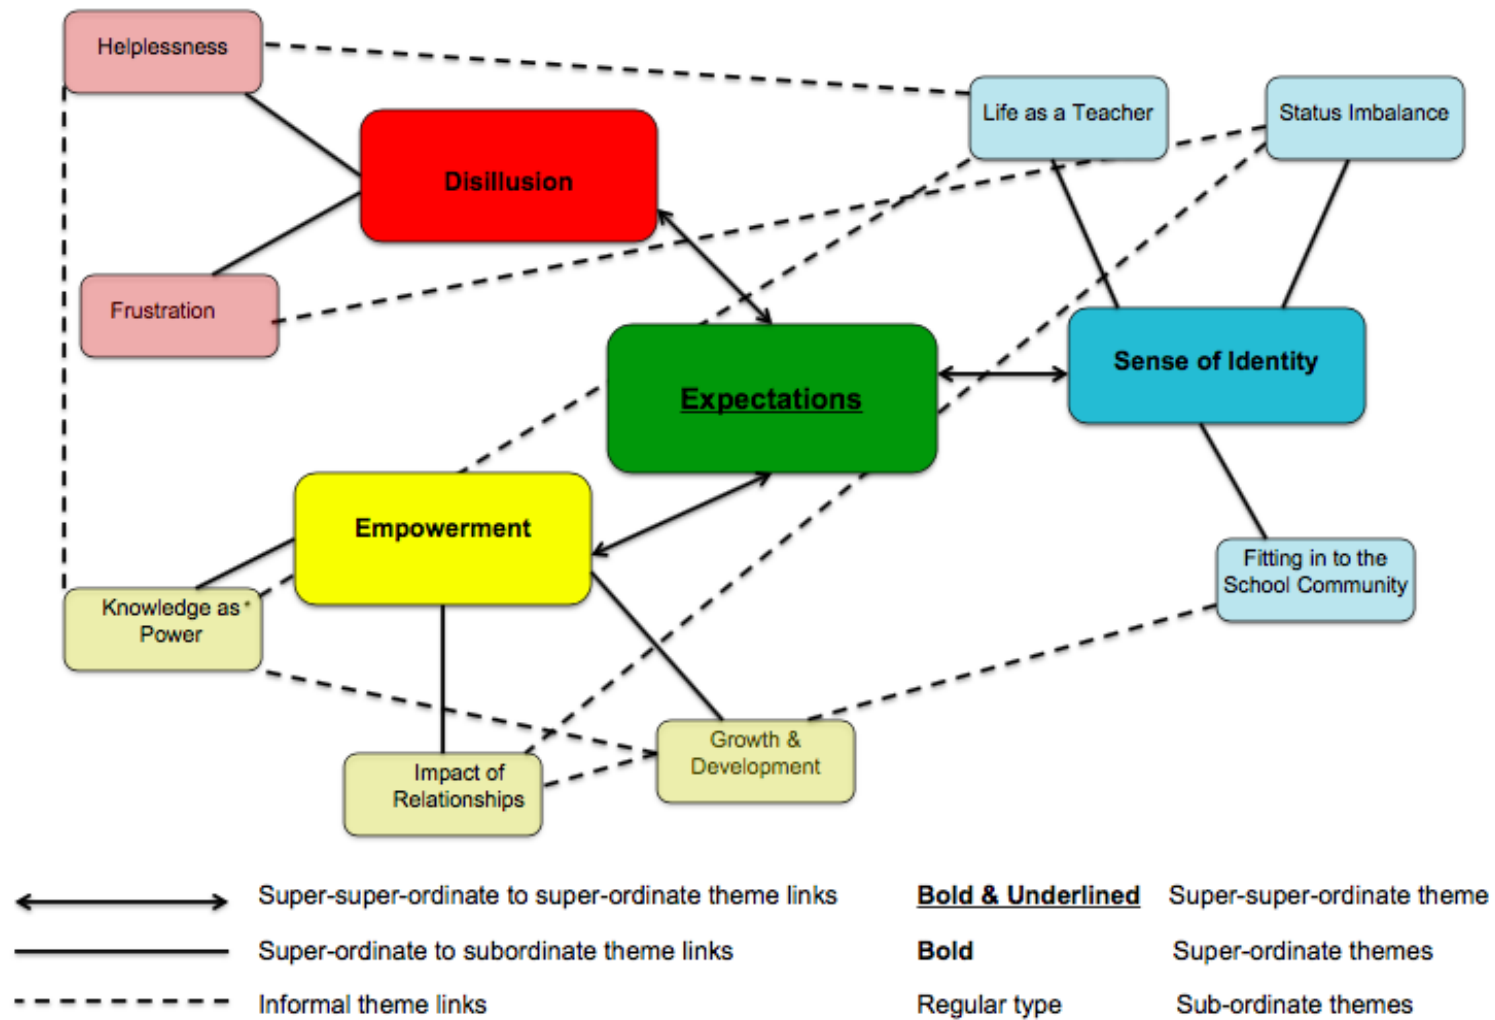 Helplessness
Life as a Teacher
Status Imbalance
Disillusion
Frustration
Sense of Identity
Expectations
Empowerment
Fitting in to the
School Community
Knowledge as
Power
Growth &
Development
Impact of
Relationships
Super-super-ordinate to super-ordinate theme links
Bold & Underlined Super-super-ordinate theme
Super-ordinate to subordinate theme links
Bold Super-ordinate themes
Informal theme links
Regular type Sub-ordinate themes